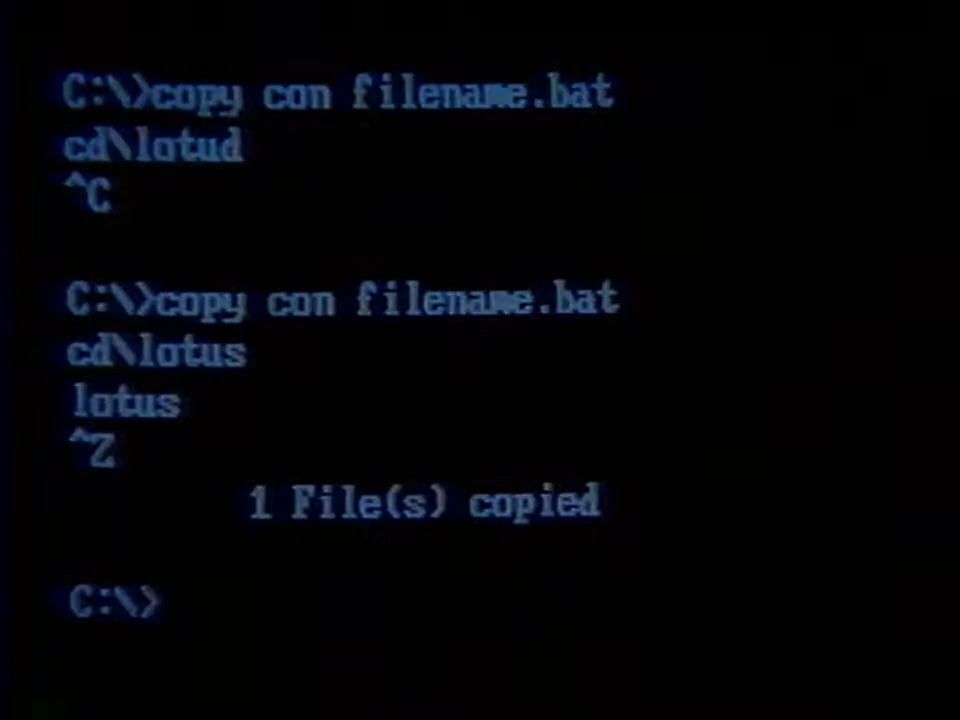 C:\>copy con filename.bat
cd\lotud
^C
C:\>copy con filename.bat
cd\lotus
lotus
^Z
1 File(s) copied
C:\>